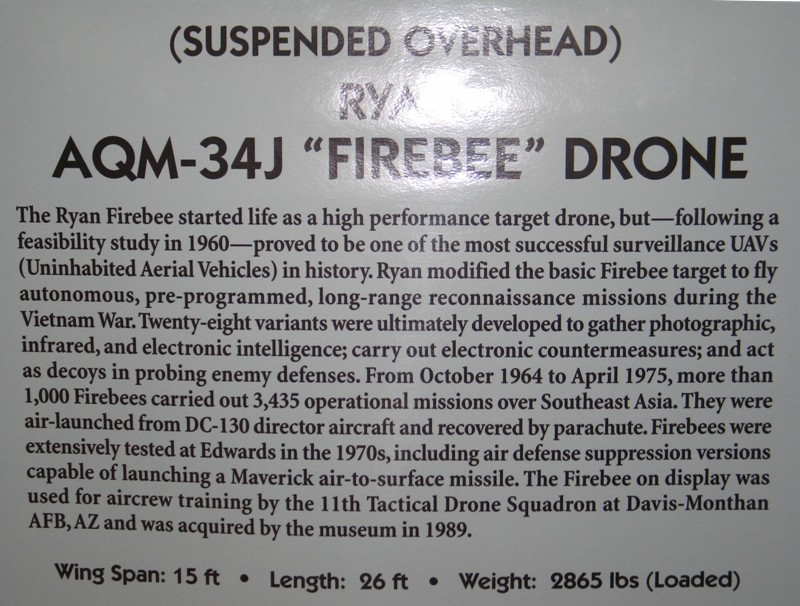 (SUSPENDED OVERHEAD)
AQM-34J "FIREBEE" DRONE
The Ryan Firebee started life as a high performance target drone, but—following a
feasibility study in 1960—proved to be one of the most successful surveillance UAVs
(Uninhabited Aerial Vehicles) in history. Ryan modified the basic Firebee target to fly
autonomous, pre-programmed, long-range reconnaissance missions during the
Vietnam War. Twenty-eight variants were ultimately developed to gather photographic,
infrared, and electronic intelligence; carry out electronic countermeasures; and act
as decoys in probing enemy defenses. From October 1964 to April 1975, more than
1,000 Firebees carried out 3,435 operational missions over Southeast Asia. They were
air-launched from DC-130 director aircraft and recovered by parachute. Firebees were
extensively tested at Edwards in the 1970s, including air defense suppression versions
capable of launching a Maverick air-to-surface missile. The Firebee on display was
used for aircrew training by the 11th Tactical Drone Squadron at Davis-Monthan
AFB, AZ and was acquired by the museum in 1989.
Wing Span: 15 ft • Length: 26 ft • Weight: 2865 lbs (Loaded)